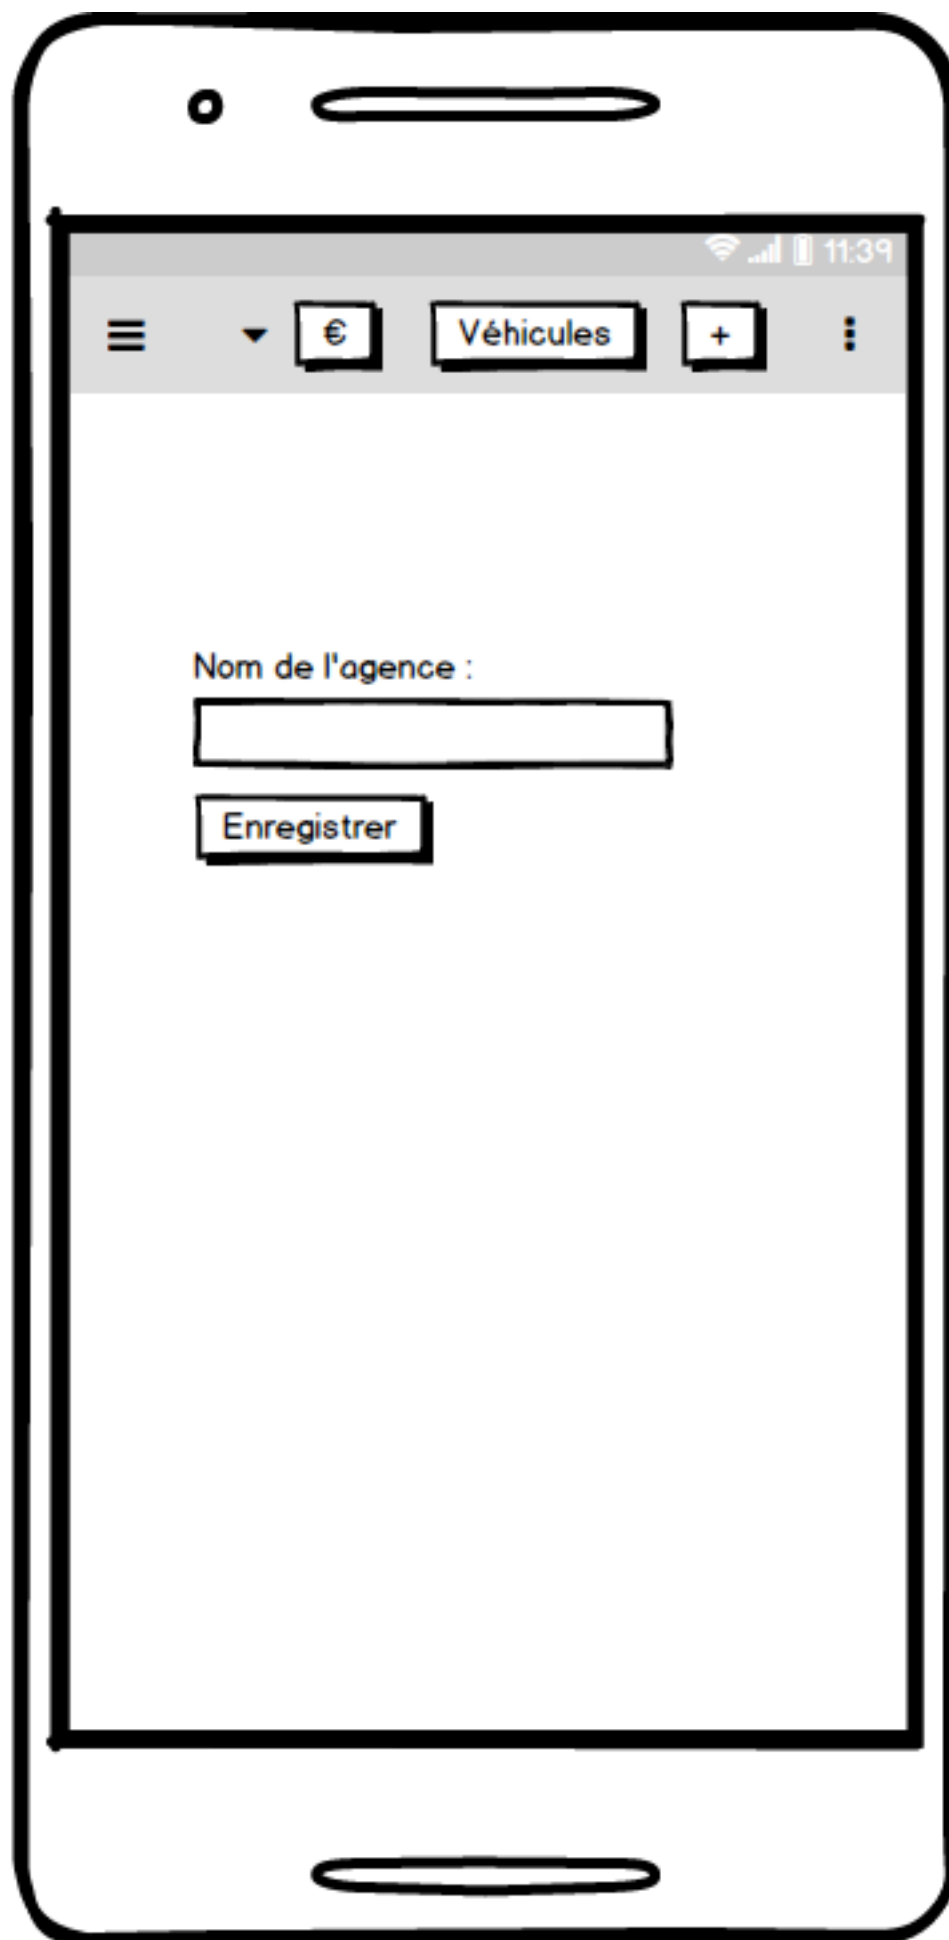 11:39
€ Véhicules +
Nom de l'agence :
Enregistrer